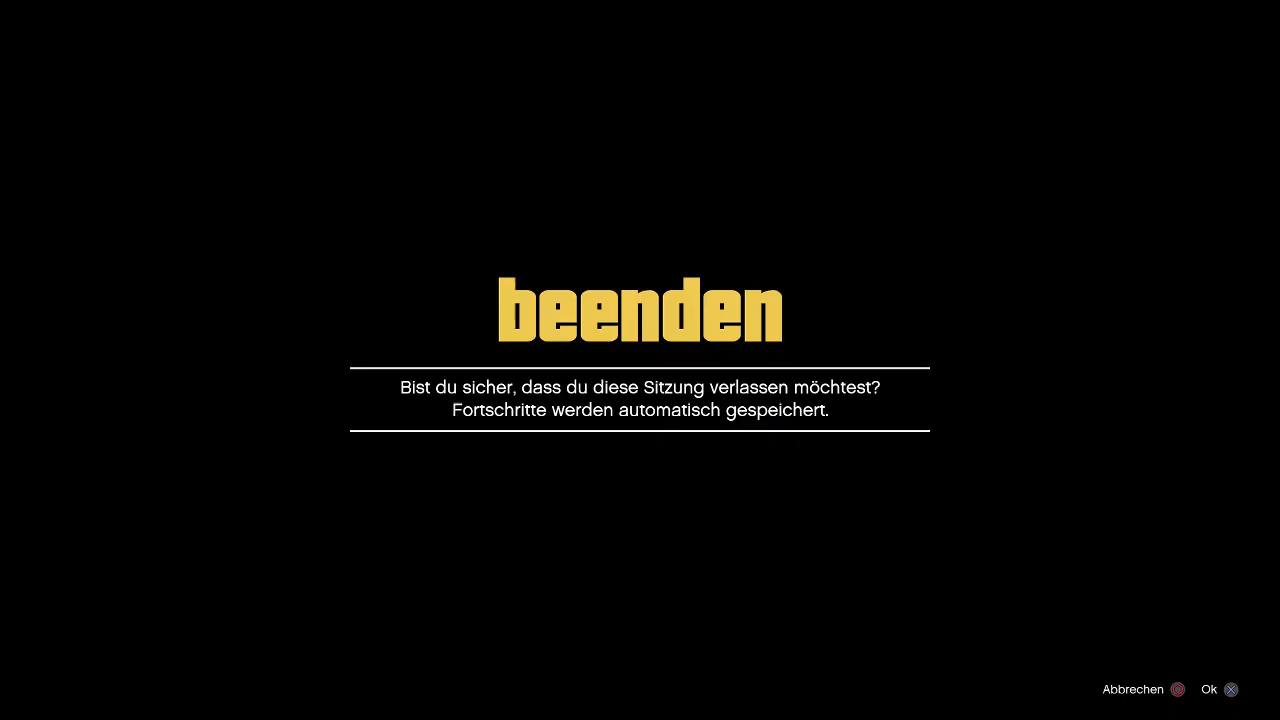 beenden
Bist du sicher, dass du diese Sitzung verlassen möchtest?
Fortschritte werden automatisch gespeichert.
Abbrechen Ok